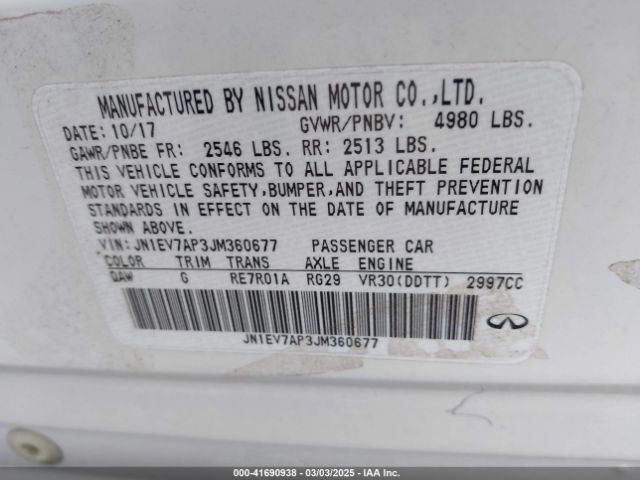 MANUFACTURED BY NISSAN MOTOR CO.,LTD.
DATE: 10/17 GVWR/PNBV: 4980 LBS.
GAWR/PNBE FR: 2546 LBS. RR: 2513 LBS.
THIS VEHICLE CONFORMS TO ALL APPLICABLE FEDERAL
MOTOR VEHICLE SAFETY,BUMPER,AND THEFT PREVENTION
STANDARDS IN EFFECT ON THE DATE OF MANUFACTURE
SHOWN ABOVE.
VIN: JN1EV7AP3JM360677 PASSENGER CAR
COLOR TRIM TRANS AXLE ENGINE
QAW G RE7R01A RG29 VR30(DDTT) 2997CC
JN1EV7AP3JM360677
000-41690938 - 03/03/2025 - IAAI.COM